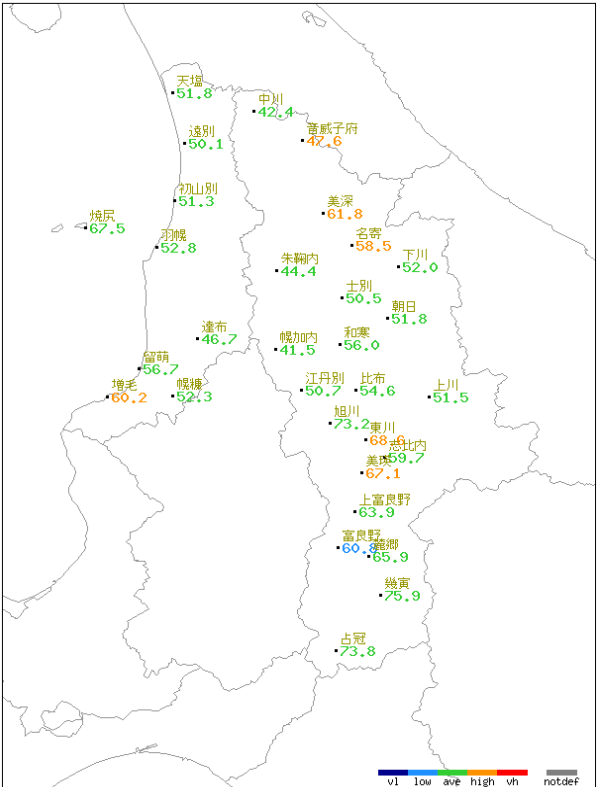 天塩
51.8
中川
42.4
音威子府
47.6
遠別
50.1
初山別
51.3
美深
61.8
焼尻
67.5
羽幌
52.8
名寄
58.5
下川
52.0
朱鞠内
44.4
士別
50.5
朝日
51.8
達布
46.7
幌加内
41.5
和寒
56.0
留萌
56.7
増毛
60.2
幌糠
52.3
江丹別
50.7
比布
54.6
上川
51.5
旭川
73.2
東川
68.6
志比内
59.7
美瑛
67.1
上富良野
63.9
富良野
60.8
麓郷
65.9
幾寅
75.9
占冠
73.8
vl low ave high vh notdef